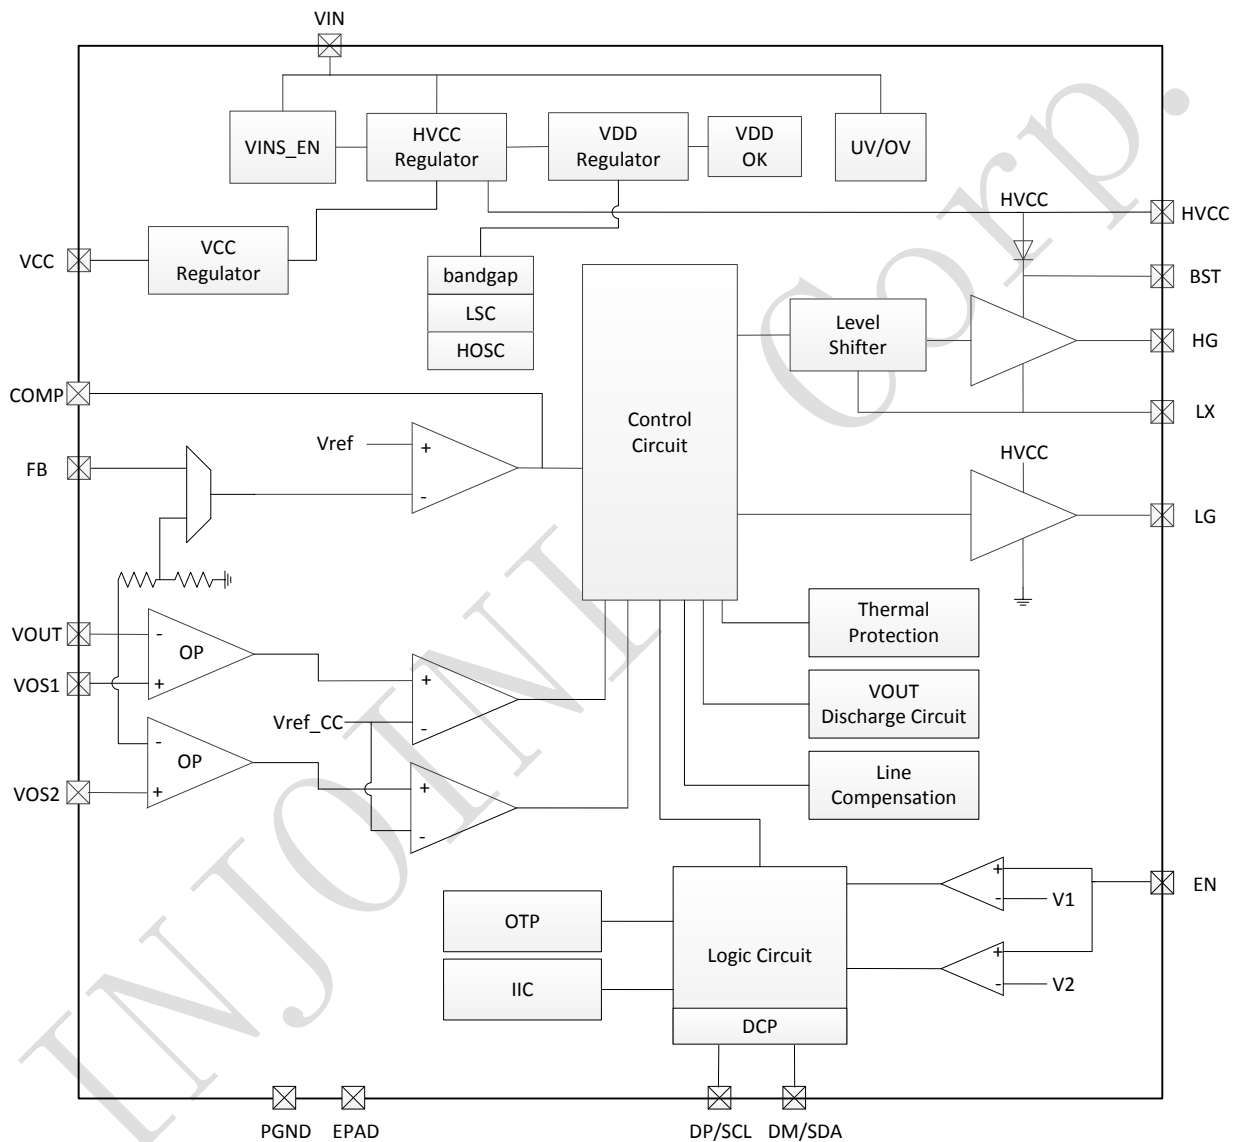 VIN
VINS_EN
HVCC
Regulator
VDD
Regulator
VDD
OK
UV/OV
HVCC
HVCC
VCC
VCC
Regulator
BST
bandgap
LSC
HOSC
Level
Shifter
HG
COMP
LX
Control
Circuit
Vref
+
-
FB
HVCC
LG
Thermal
Protection
VOUT
-
OP
+
VOS1
+
-
Vref_CC
VOUT
Discharge Circuit
-
OP
+
VOS2
+
-
Line
Compensation
EN
+
-
V1
OTP
Logic Circuit
+
-
V2
IIC
DCP
PGND
EPAD
DP/SCL
DM/SDA
INJOINIC Corp.